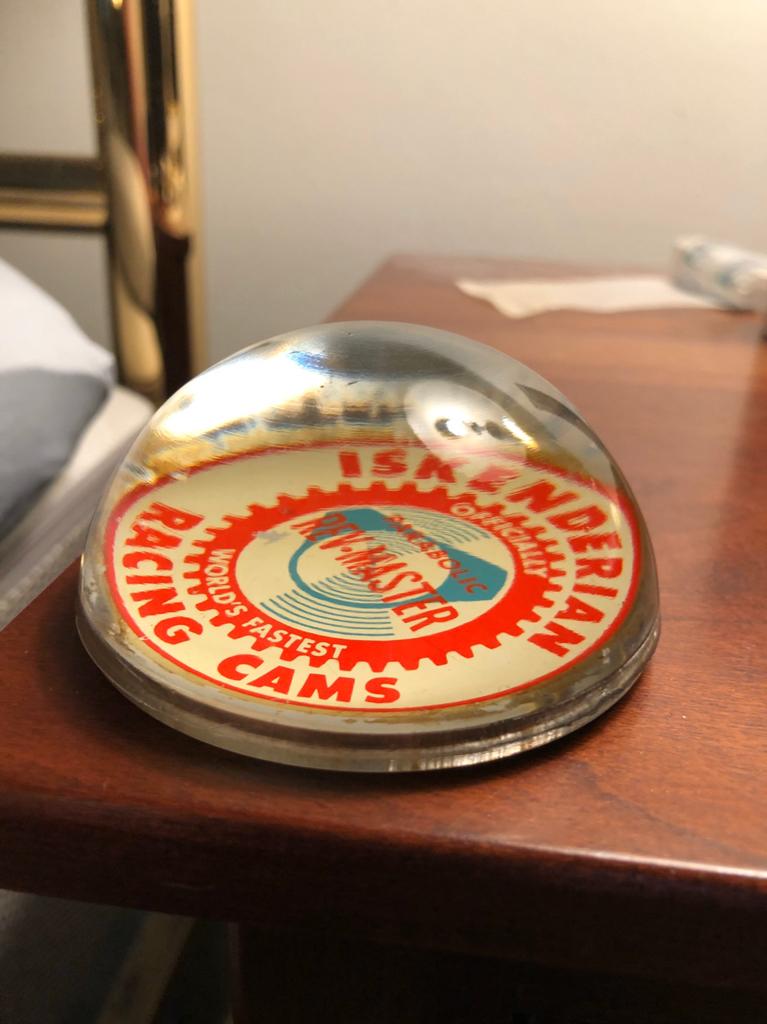 ISKENDERIAN
RACING CAMS
OFFICIALLY
WORLD'S FASTEST
PARABOLIC
REV-MASTER